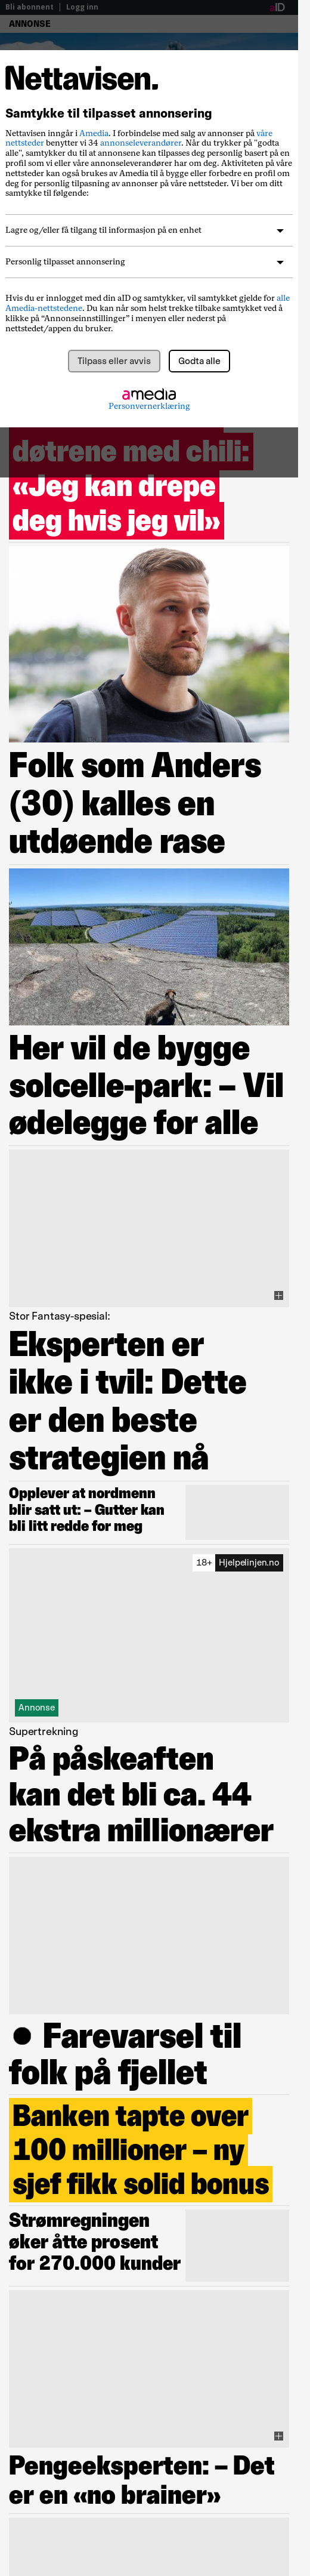 Bli abonnent | Logg inn
aID
ANNONSE
Nettavisen.
Samtykke til tilpasset annonsering
Nettavisen inngår i Amedia. I forbindelse med salg av annonser på våre
nettsteder benytter vi 34 annonseleverandører. Når du trykker på "godta
alle", samtykker du til at annonsene kan tilpasses deg personlig basert på en
profil som vi eller våre annonseleverandører har om deg. Aktiviteten på våre
nettsteder kan også brukes av Amedia til å bygge eller forbedre en profil om
deg for personlig tilpasning av annonser på våre nettsteder. Vi ber om ditt
samtykke til følgende:
Lagre og/eller få tilgang til informasjon på en enhet
Personlig tilpasset annonsering
Hvis du er innlogget med din aID og samtykker, vil samtykket gjelde for alle
Amedia-nettstedene. Du kan når som helst trekke tilbake samtykket ved å
klikke på “Annonseinnstillinger” i menyen eller nederst på
nettstedet/appen du bruker.
Tilpass eller avvis
Godta alle
amedia
Personvernerklæring
døtrene med chili:
«Jeg kan drepe
deg hvis jeg vil»
Folk som Anders
(30) kalles en
utdøende rase
Her vil de bygge
solcelle-park: – Vil
ødelegge for alle
Stor Fantasy-spesial:
Eksperten er
ikke i tvil: Dette
er den beste
strategien nå
Opplever at nordmenn
blir satt ut: – Gutter kan
bli litt redde for meg
18+ Hjelpelinjen.no
Annonse
Supertrekning
På påskeaften
kan det bli ca. 44
ekstra millionærer
● Farevarsel til
folk på fjellet
Banken tapte over
100 millioner – ny
sjef fikk solid bonus
Strømregningen
øker åtte prosent
for 270.000 kunder
Pengeeksperten: – Det
er en «no brainer»